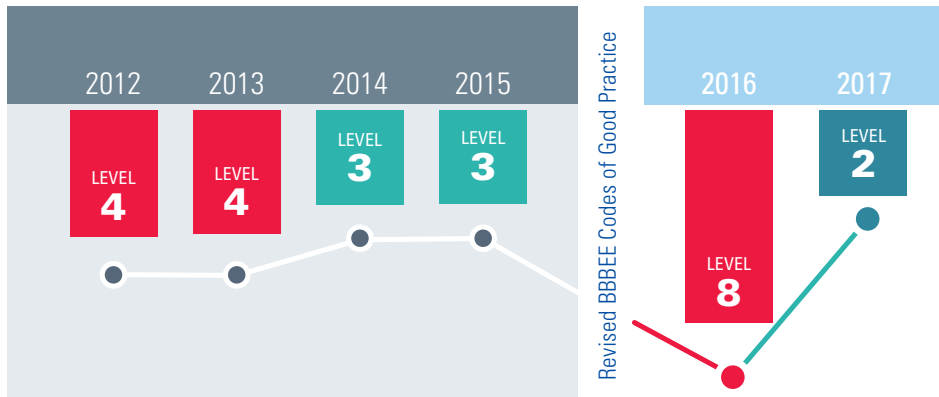 2012
2013
2014
2015
LEVEL
4
LEVEL
4
LEVEL
3
LEVEL
3
Revised BBBEE Codes of Good Practice
2016
2017
LEVEL
8
LEVEL
2